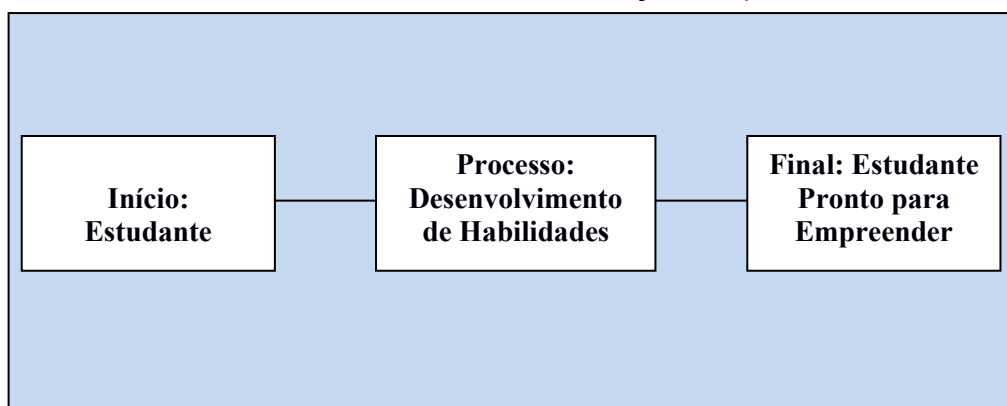 Início:
Estudante
Processo:
Desenvolvimento
de Habilidades
Final: Estudante
Pronto para
Empreender